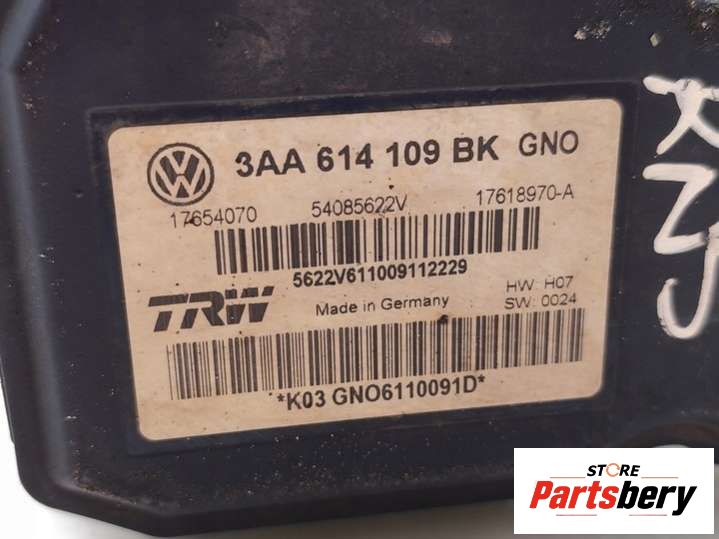 3AA 614 109 BK GNO
17654070 54085622V 17618970-A
5622V611009112229
TRW Made in Germany HW: H07
SW: 0024
*K03 GNO6110091D*
STORE
Partsbery